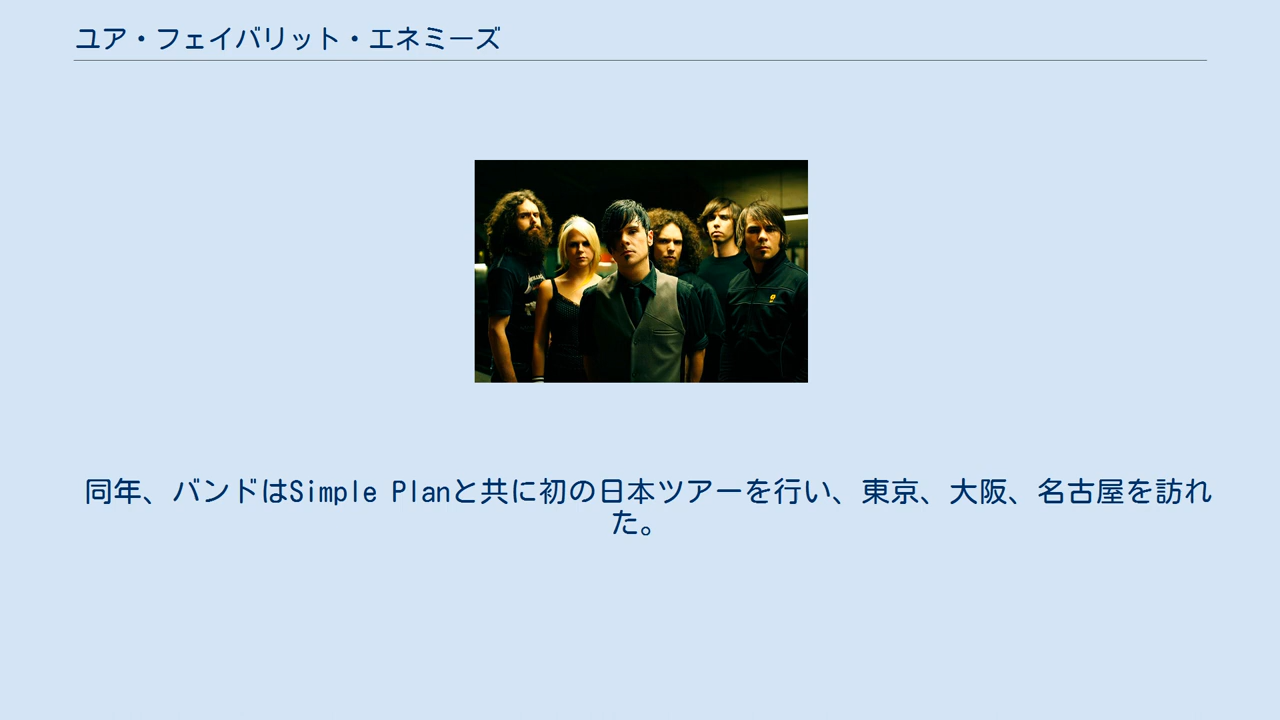 ユア・フェイバリット・エネミーズ
同年、バンドはSimple Planと共に初の日本ツアーを行い、東京、大阪、名古屋を訪れ
た。